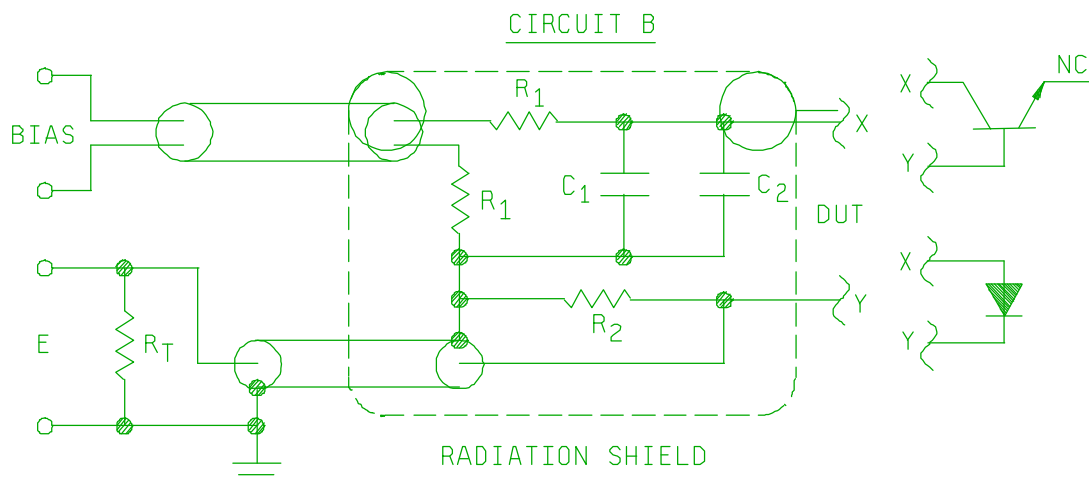 CIRCUIT B
NC
R1
X
BIAS
X
Y
C1
C2
R1
DUT
X
Y
R2
E
RT
Y
RADIATION SHIELD